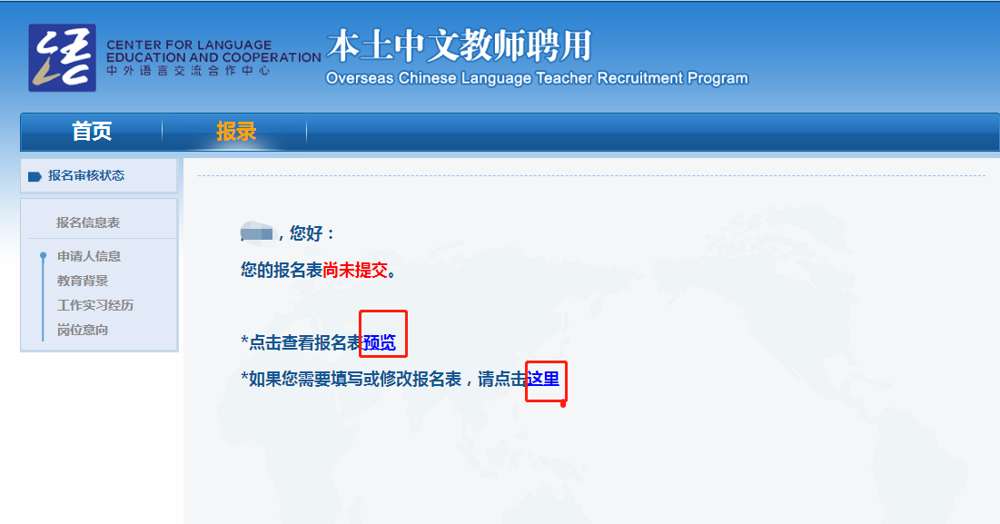 CENTER FOR LANGUAGE
EDUCATION AND COOPERATION
中外语言交流合作中心
本土中文教师聘用
Overseas Chinese Language Teacher Recruitment Program
首页
报录
报名审核状态
报名信息表
申请人信息
教育背景
工作实习经历
岗位意向
，您好：
您的报名表尚未提交。
*点击查看报名表预览
*如果您需要填写或修改报名表，请点击这里